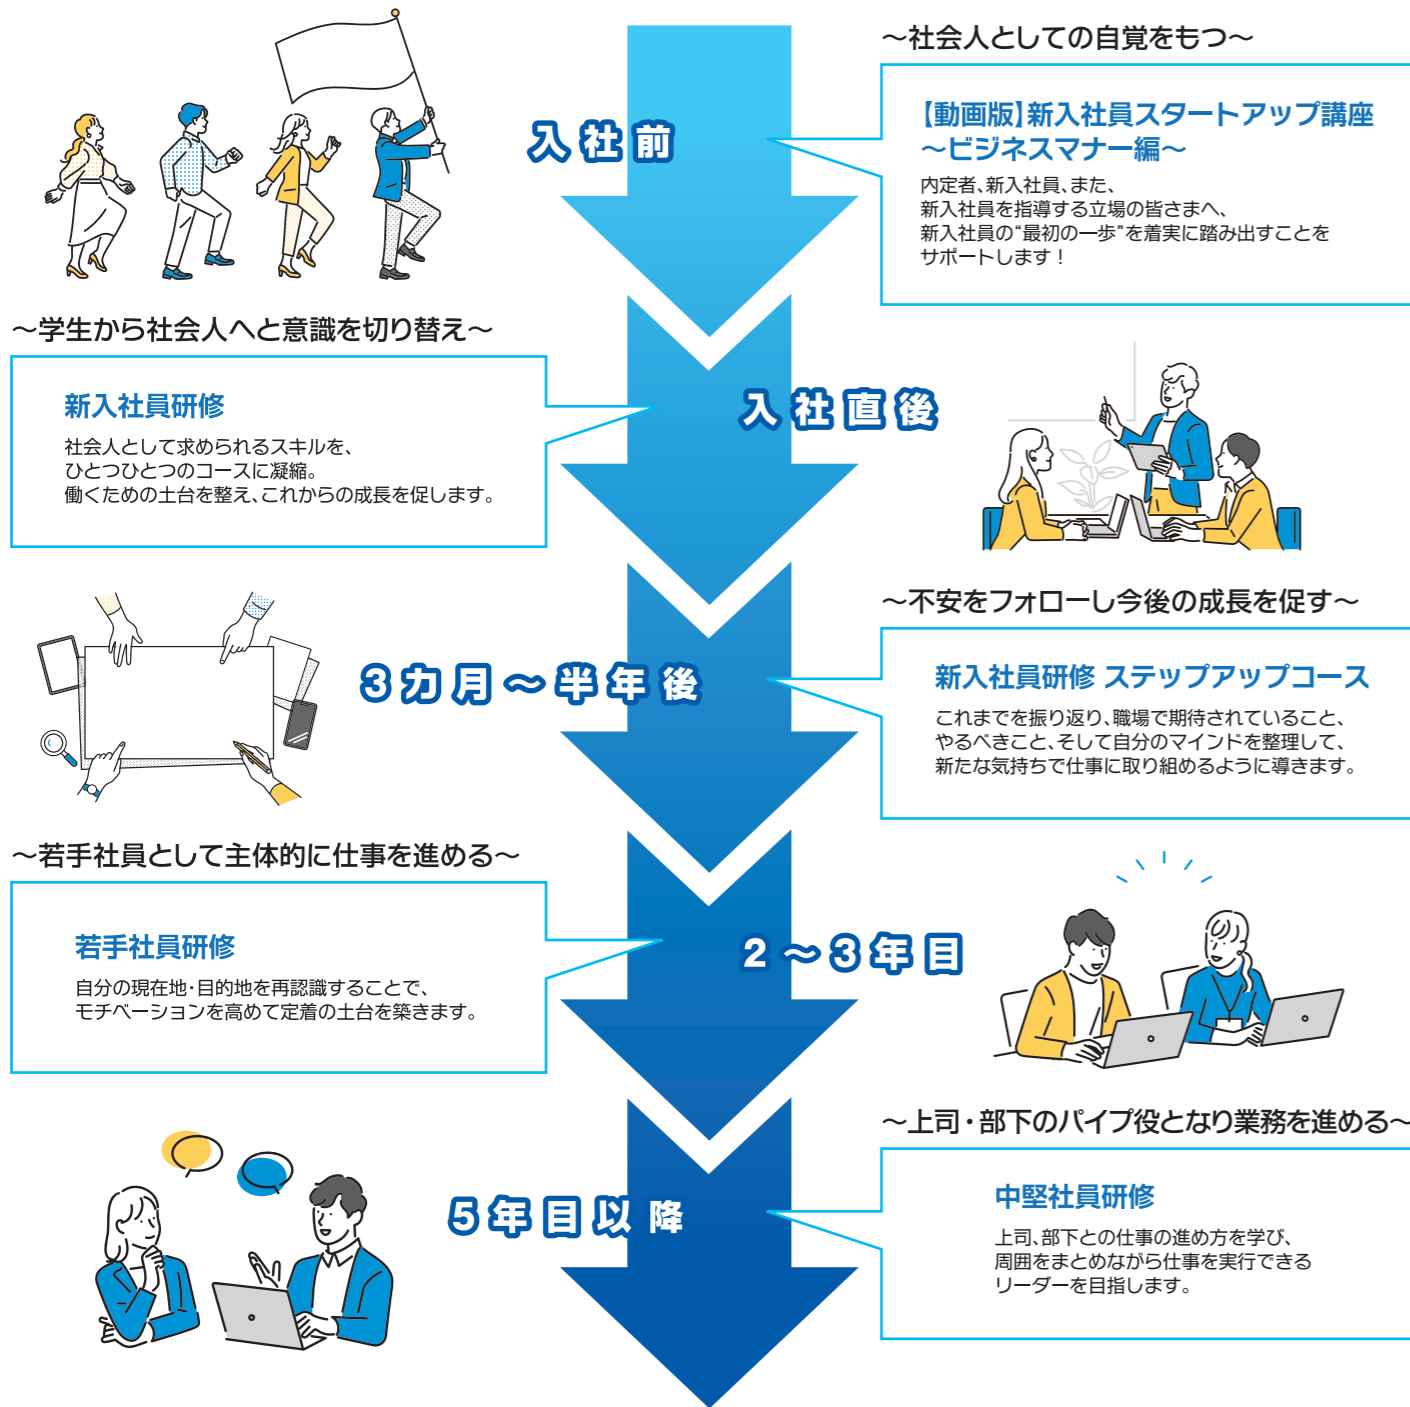 ～社会人としての自覚をもつ～
入社前
【動画版】新入社員スタートアップ講座
～ビジネスマナー編～
内定者、新入社員、また、
新入社員を指導する立場の皆さまへ、
新入社員の“最初の一歩”を着実に踏み出すことを
サポートします！
～学生から社会人へと意識を切り替え～
入社直後
新入社員研修
社会人として求められるスキルを、
ひとつひとつのコースに凝縮。
働くための土台を整え、これからの成長を促します。
～不安をフォローし今後の成長を促す～
3カ月～半年後
新入社員研修 ステップアップコース
これまでを振り返り、職場で期待されていること、
やるべきこと、そして自分のマインドを整理して、
新たな気持ちで仕事に取り組めるように導きます。
～若手社員として主体的に仕事を進める～
2～3年目
若手社員研修
自分の現在地・目的地を再認識することで、
モチベーションを高めて定着の土台を築きます。
～上司・部下のパイプ役となり業務を進める～
5年目以降
中堅社員研修
上司、部下との仕事の進め方を学び、
周囲をまとめながら仕事を実行できる
リーダーを目指します。